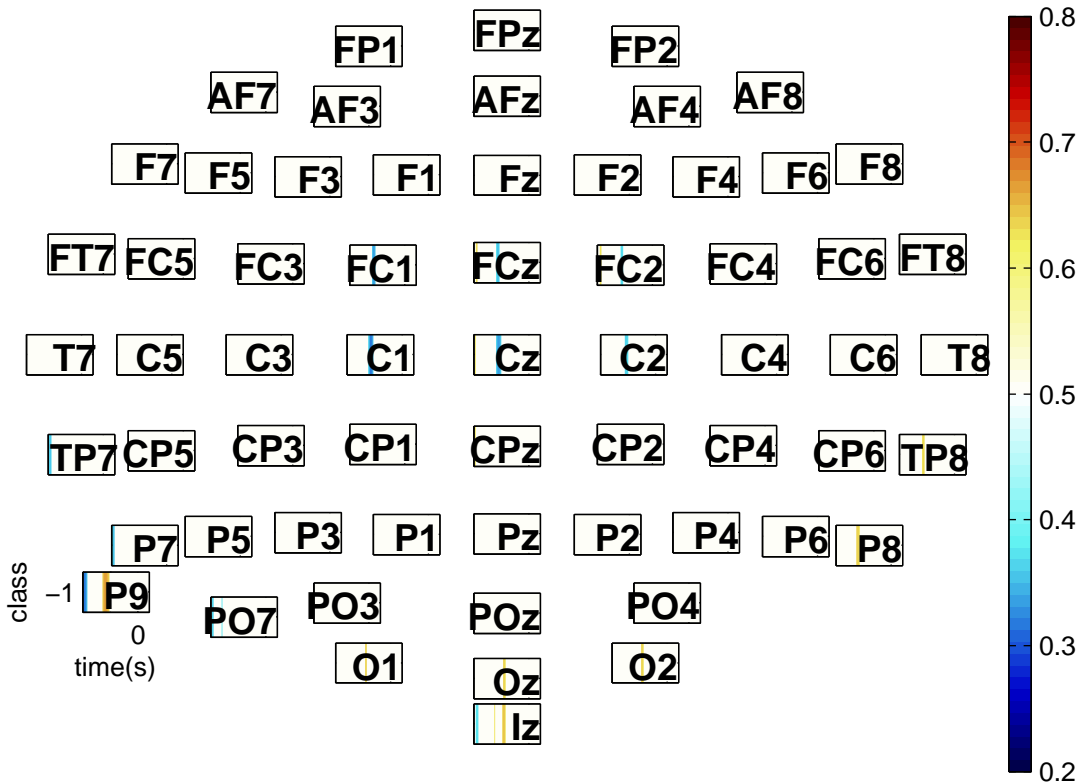 FPz
FP1 FP2
0.8
AF7 AF3 AFz AF4 AF8
0.7
F7 F5 F3 F1 Fz F2 F4 F6 F8
FT7 FC5 FC3 FC1 FCz FC2 FC4 FC6 FT8
0.6
T7 C5 C3 C1 Cz C2 C4 C6 T8
0.5
TP7 CP5 CP3 CP1 CPz CP2 CP4 CP6 TP8
0.4
P7 P5 P3 P1 Pz P2 P4 P6 P8
class
−1
P9 PO7 PO3 POz PO4
0
time(s)
0.3
O1 Oz O2
Iz
0.2